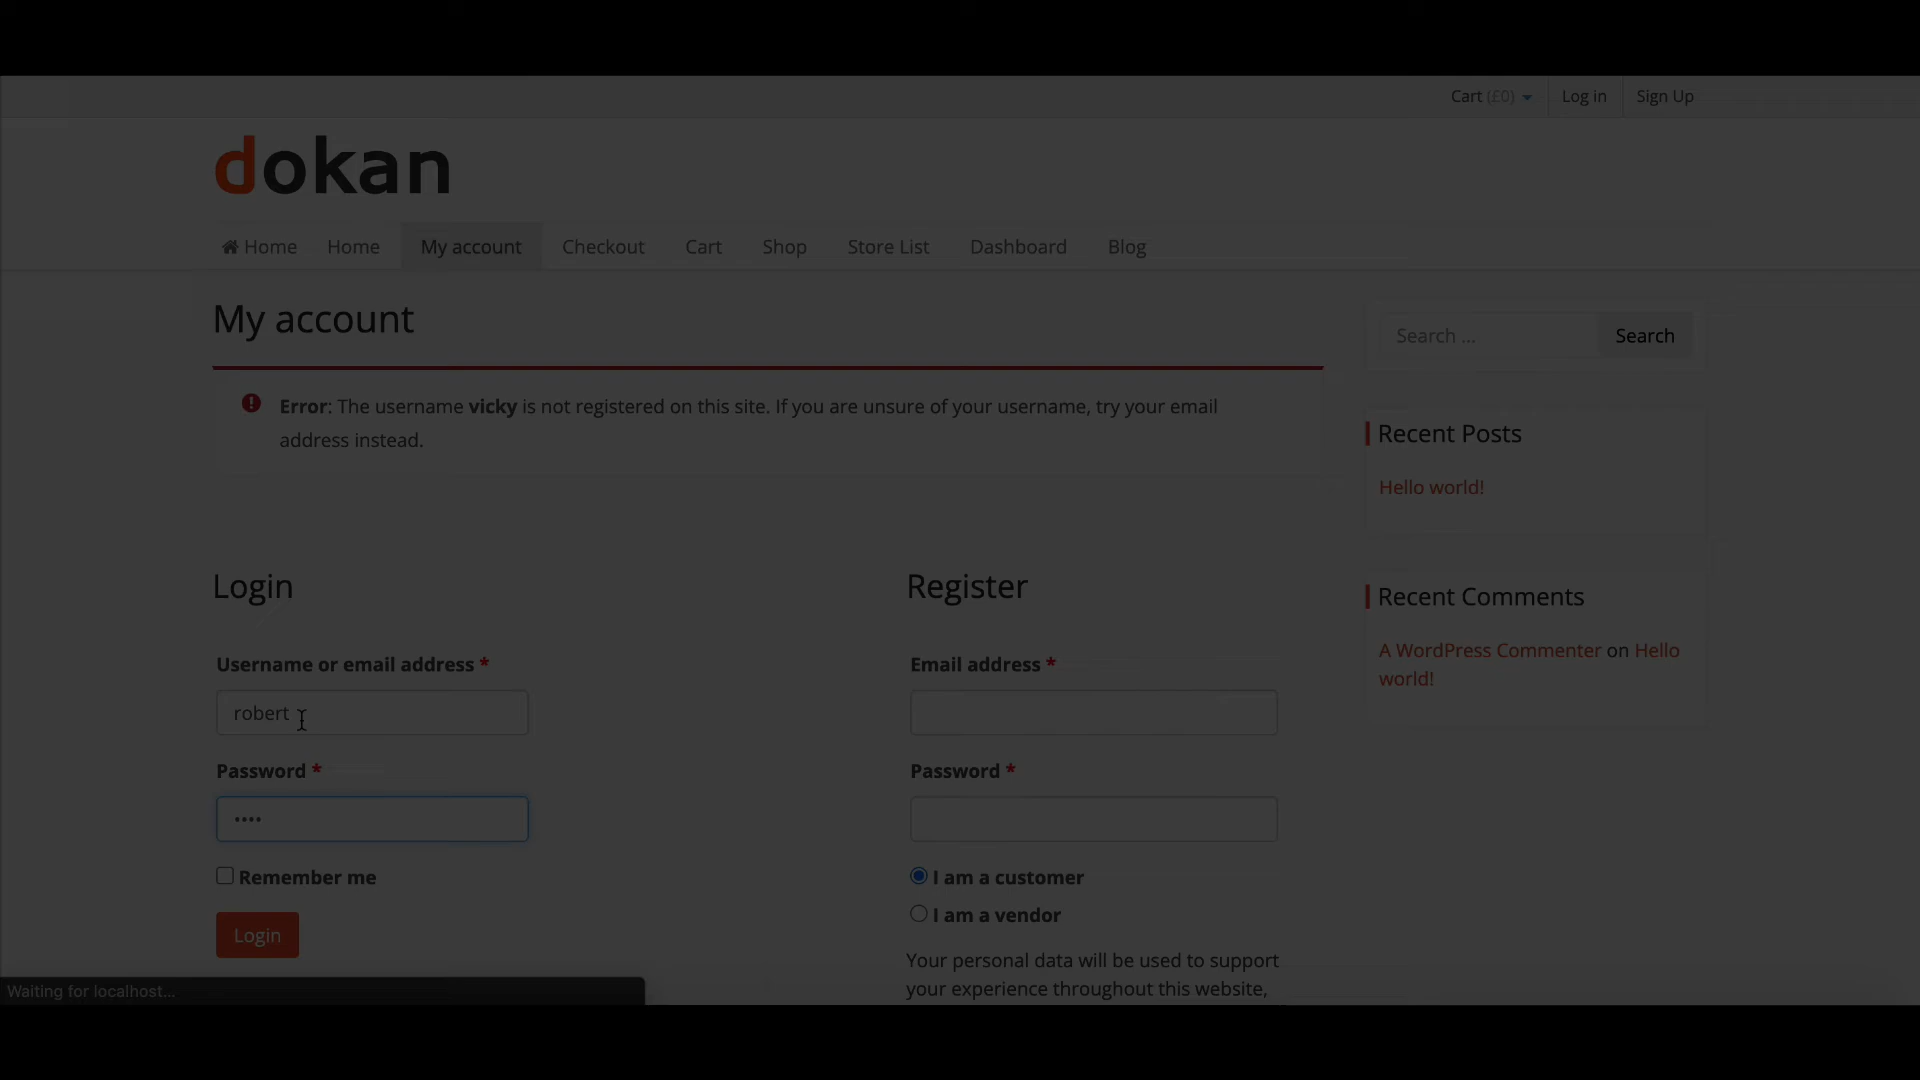 Cart (£0) Log in Sign Up
dokan
Home Home My account Checkout Cart Shop Store List Dashboard Blog
My account
Error: The username vicky is not registered on this site. If you are unsure of your username, try your email
address instead.
Login
Username or email address *
robert
Password *
••••
Remember me
Login
Register
Email address *
Password *
I am a customer
I am a vendor
Your personal data will be used to support
your experience throughout this website,
Search ... Search
Recent Posts
Hello world!
Recent Comments
A WordPress Commenter on Hello
world!
Waiting for localhost...